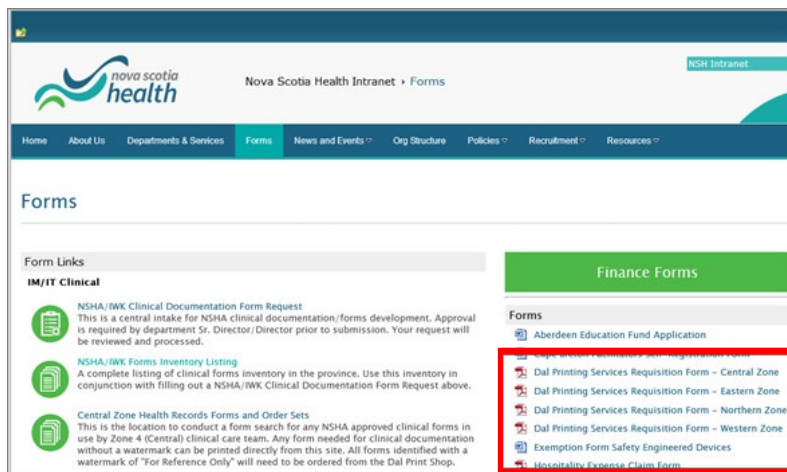 nova scotia
health
Nova Scotia Health Intranet › Forms
NSH Intranet
Home About Us Departments & Services Forms News and Events Org Structure Policies Recruitment Resources
Forms
Form Links
IM/IT Clinical
NSHA/IWK Clinical Documentation Form Request
This is a central intake for NSHA clinical documentation/forms development. Approval
is required by department Sr. Director/Director prior to submission. Your request will
be reviewed and processed.
NSHA/IWK Forms Inventory Listing
A complete listing of clinical forms inventory in the province. Use this inventory in
conjunction with filling out a NSHA/IWK Clinical Documentation Form Request above.
Central Zone Health Records Forms and Order Sets
This is the location to conduct a form search for any NSHA approved clinical forms in
use by Zone 4 (Central) clinical care team. Any form needed for clinical documentation
without a watermark can be printed directly from this site. All forms identified with a
watermark of "For Reference Only" will need to be ordered from the Dal Print Shop.
Finance Forms
Forms
Aberdeen Education Fund Application
Cape Breton Facilitators Self-Registration Form
Dal Printing Services Requisition Form – Central Zone
Dal Printing Services Requisition Form – Eastern Zone
Dal Printing Services Requisition Form – Northern Zone
Dal Printing Services Requisition Form – Western Zone
Exemption Form Safety Engineered Devices
Hospitality Expense Claim Form